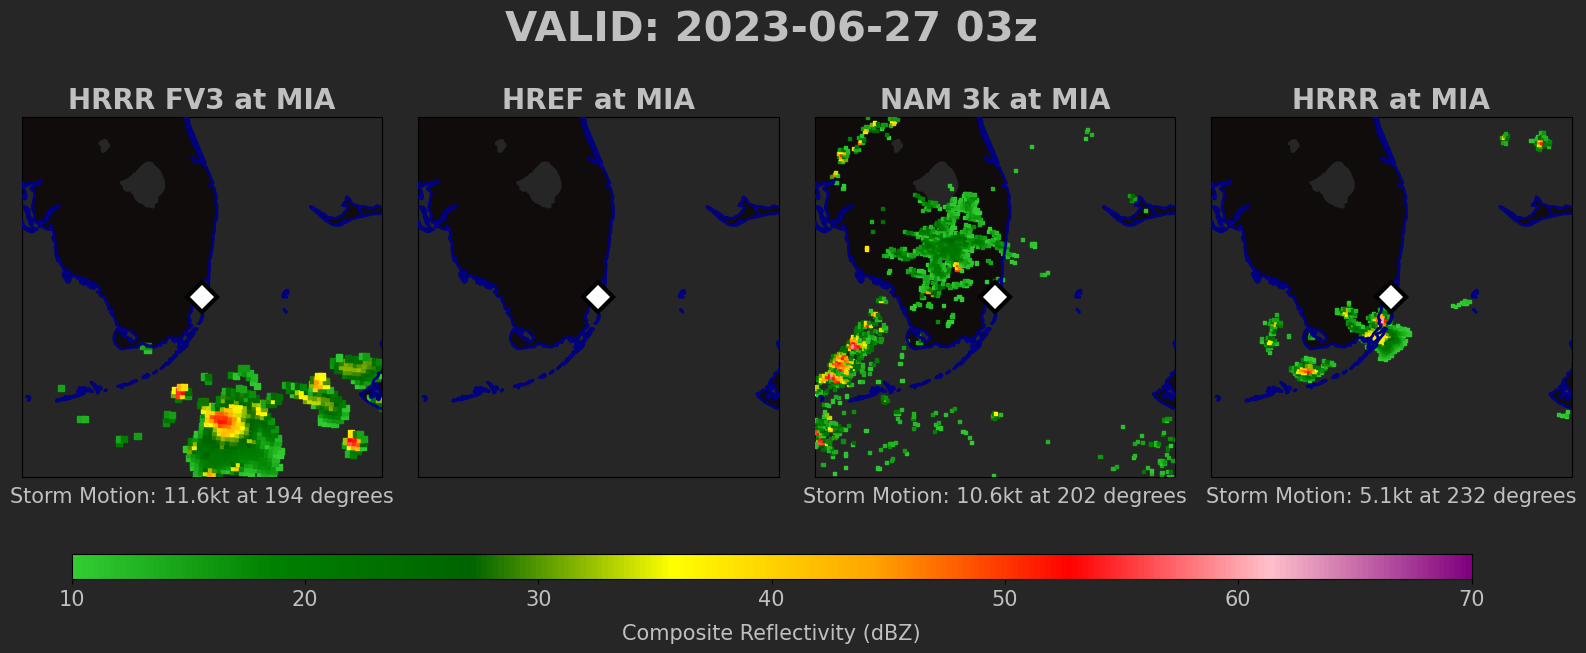 VALID: 2023-06-27 03z
HRRR FV3 at MIA
HREF at MIA
NAM 3k at MIA
HRRR at MIA
Storm Motion: 11.6kt at 194 degrees
Storm Motion: 10.6kt at 202 degrees
Storm Motion: 5.1kt at 232 degrees
10 20 30 40 50 60 70
Composite Reflectivity (dBZ)